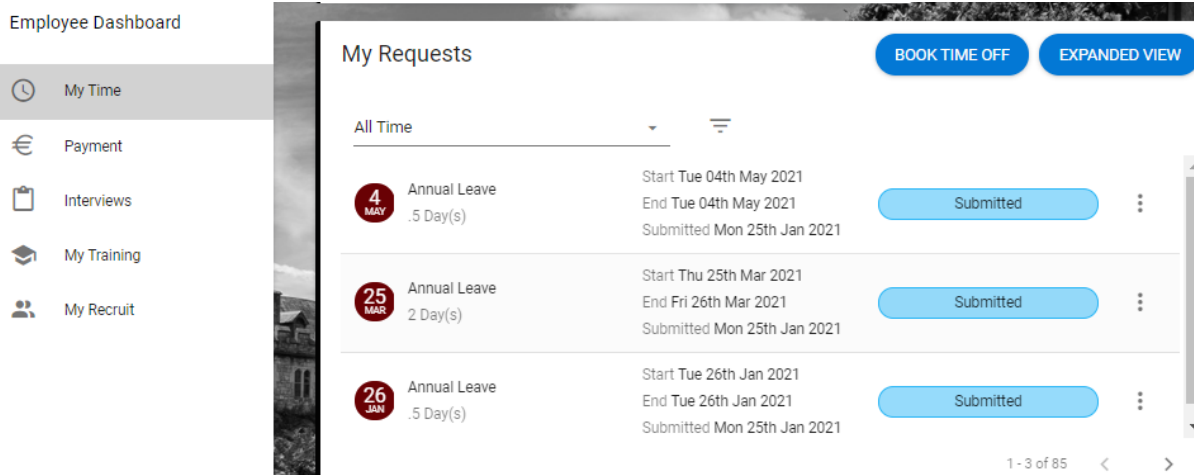 Employee Dashboard
My Time
Payment
Interviews
My Training
My Recruit
My Requests
BOOK TIME OFF
EXPANDED VIEW
All Time
4
MAY
Annual Leave
.5 Day(s)
Start Tue 04th May 2021
End Tue 04th May 2021
Submitted Mon 25th Jan 2021
Submitted
25
MAR
Annual Leave
2 Day(s)
Start Thu 25th Mar 2021
End Fri 26th Mar 2021
Submitted Mon 25th Jan 2021
Submitted
26
JAN
Annual Leave
.5 Day(s)
Start Tue 26th Jan 2021
End Tue 26th Jan 2021
Submitted Mon 25th Jan 2021
Submitted
1 - 3 of 85